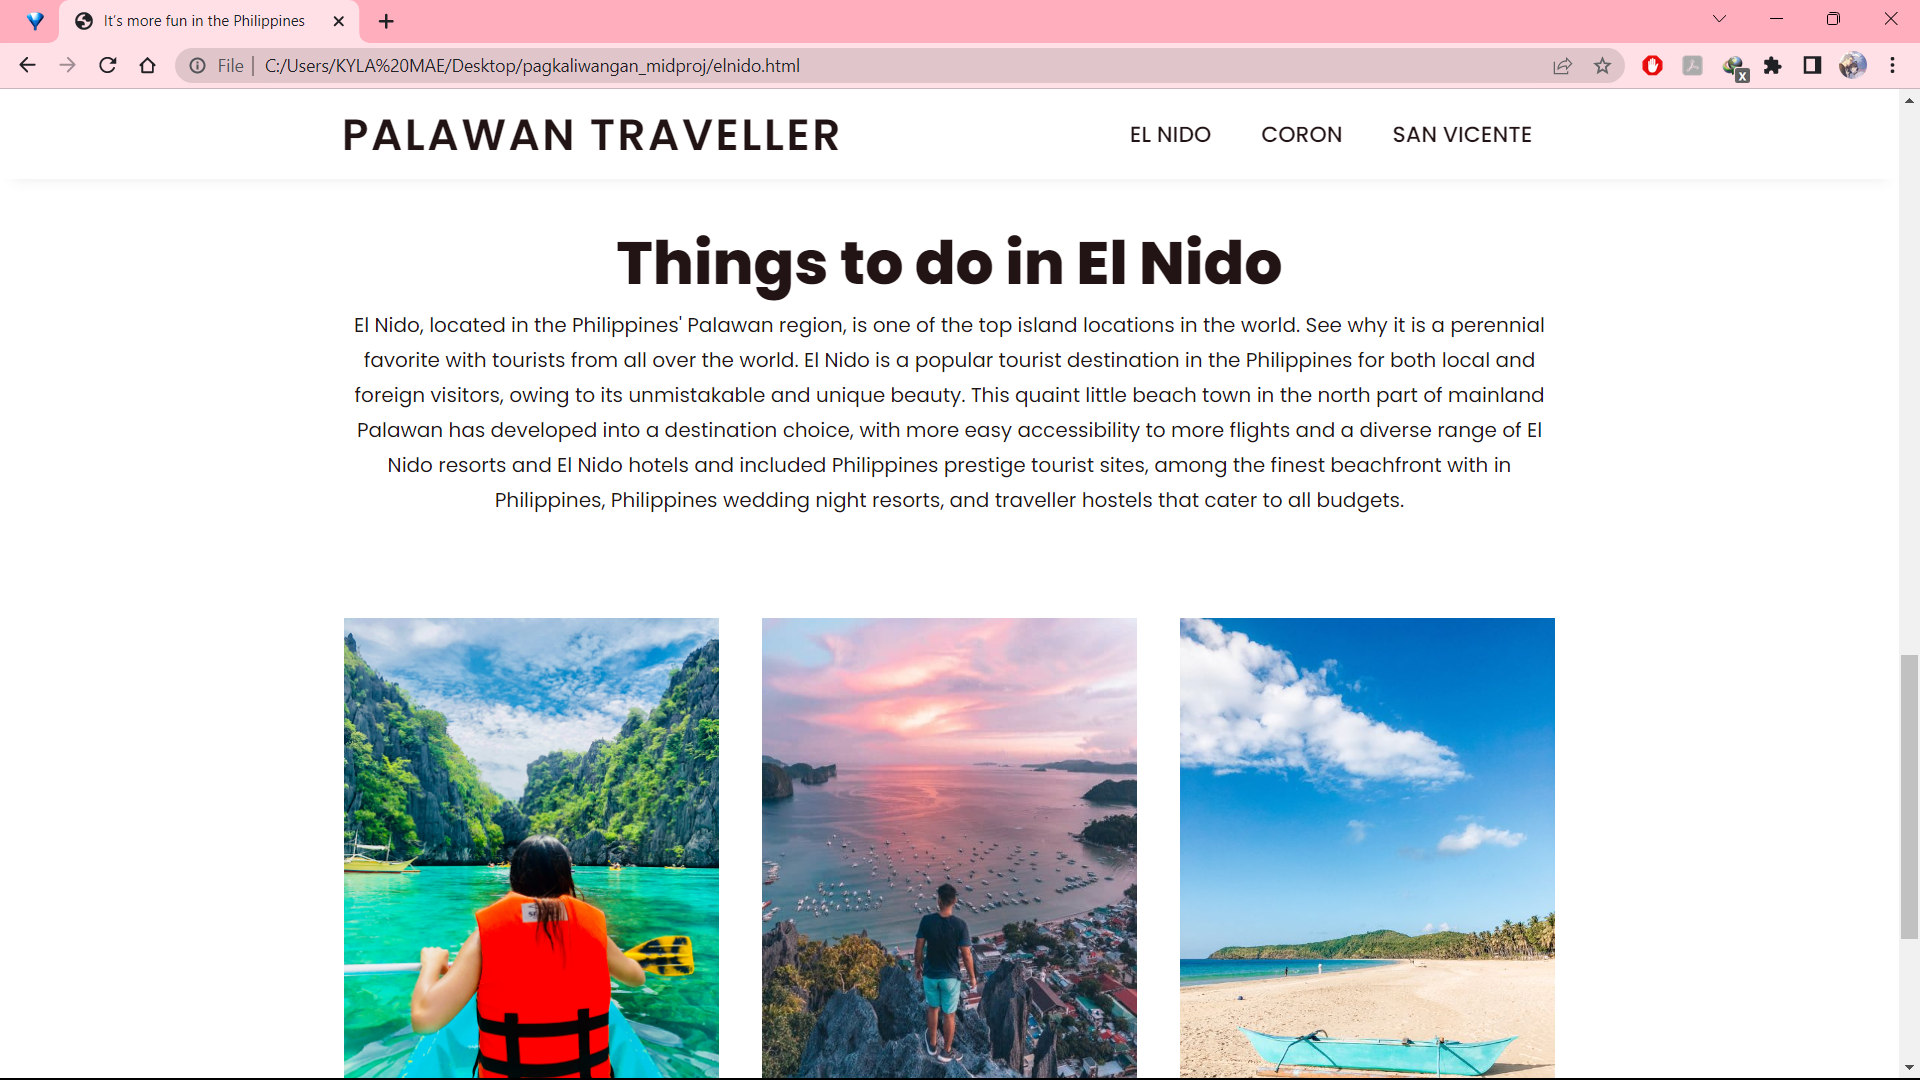 It's more fun in the Philippines
File | C:/Users/KYLA%20MAE/Desktop/pagkaliwangan_midproj/elnido.html
PALAWAN TRAVELLER
EL NIDO CORON SAN VICENTE
Things to do in El Nido
El Nido, located in the Philippines' Palawan region, is one of the top island locations in the world. See why it is a perennial
favorite with tourists from all over the world. El Nido is a popular tourist destination in the Philippines for both local and
foreign visitors, owing to its unmistakable and unique beauty. This quaint little beach town in the north part of mainland
Palawan has developed into a destination choice, with more easy accessibility to more flights and a diverse range of El
Nido resorts and El Nido hotels and included Philippines prestige tourist sites, among the finest beachfront with in
Philippines, Philippines wedding night resorts, and traveller hostels that cater to all budgets.